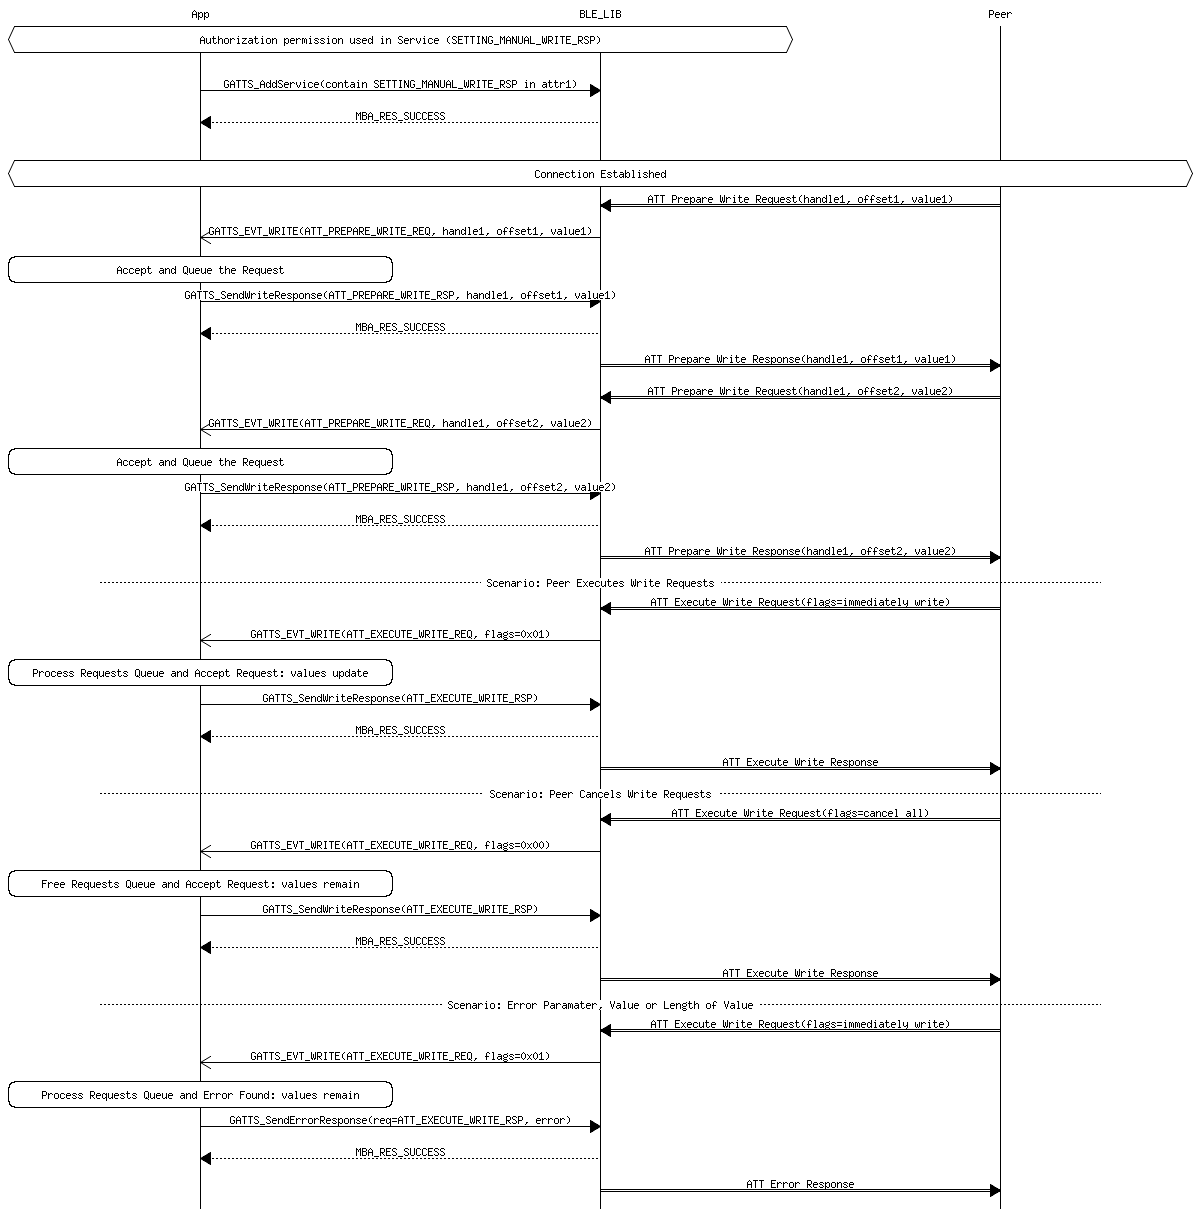 App BLE_LIB Peer
Authorization permission used in Service (SETTING_MANUAL_WRITE_RSP)
GATTS_AddService(contain SETTING_MANUAL_WRITE_RSP in attr1)
MBA_RES_SUCCESS
Connection Established
ATT Prepare Write Request(handle1, offset1, value1)
GATTS_EVT_WRITE(ATT_PREPARE_WRITE_REQ, handle1, offset1, value1)
Accept and Queue the Request
GATTS_SendWriteResponse(ATT_PREPARE_WRITE_RSP, handle1, offset1, value1)
MBA_RES_SUCCESS
ATT Prepare Write Response(handle1, offset1, value1)
ATT Prepare Write Request(handle1, offset2, value2)
GATTS_EVT_WRITE(ATT_PREPARE_WRITE_REQ, handle1, offset2, value2)
Accept and Queue the Request
GATTS_SendWriteResponse(ATT_PREPARE_WRITE_RSP, handle1, offset2, value2)
MBA_RES_SUCCESS
ATT Prepare Write Response(handle1, offset2, value2)
Scenario: Peer Executes Write Requests
ATT Execute Write Request(flags=immediately write)
GATTS_EVT_WRITE(ATT_EXECUTE_WRITE_REQ, flags=0x01)
Process Requests Queue and Accept Request: values update
GATTS_SendWriteResponse(ATT_EXECUTE_WRITE_RSP)
MBA_RES_SUCCESS
ATT Execute Write Response
Scenario: Peer Cancels Write Requests
ATT Execute Write Request(flags=cancel all)
GATTS_EVT_WRITE(ATT_EXECUTE_WRITE_REQ, flags=0x00)
Free Requests Queue and Accept Request: values remain
GATTS_SendWriteResponse(ATT_EXECUTE_WRITE_RSP)
MBA_RES_SUCCESS
ATT Execute Write Response
Scenario: Error Paramater, Value or Length of Value
ATT Execute Write Request(flags=immediately write)
GATTS_EVT_WRITE(ATT_EXECUTE_WRITE_REQ, flags=0x01)
Process Requests Queue and Error Found: values remain
GATTS_SendErrorResponse(req=ATT_EXECUTE_WRITE_RSP, error)
MBA_RES_SUCCESS
ATT Error Response